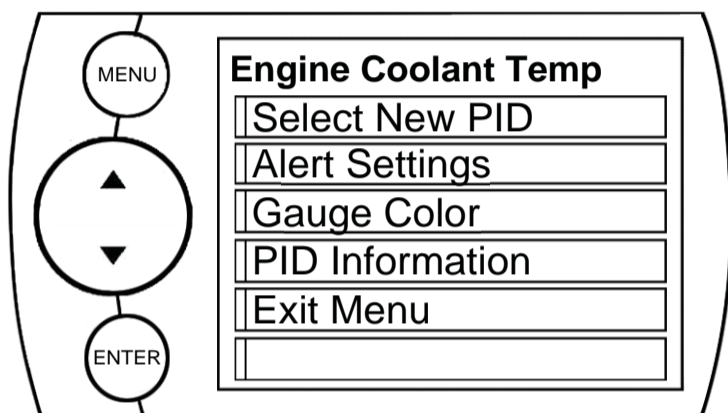 MENU
Engine Coolant Temp
Select New PID
Alert Settings
Gauge Color
PID Information
Exit Menu
ENTER